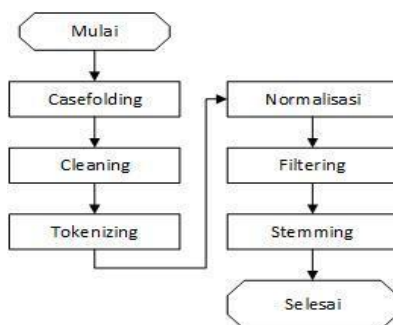 Mulai
Casefolding
Cleaning
Tokenizing
Normalisasi
Filtering
Stemming
Selesai